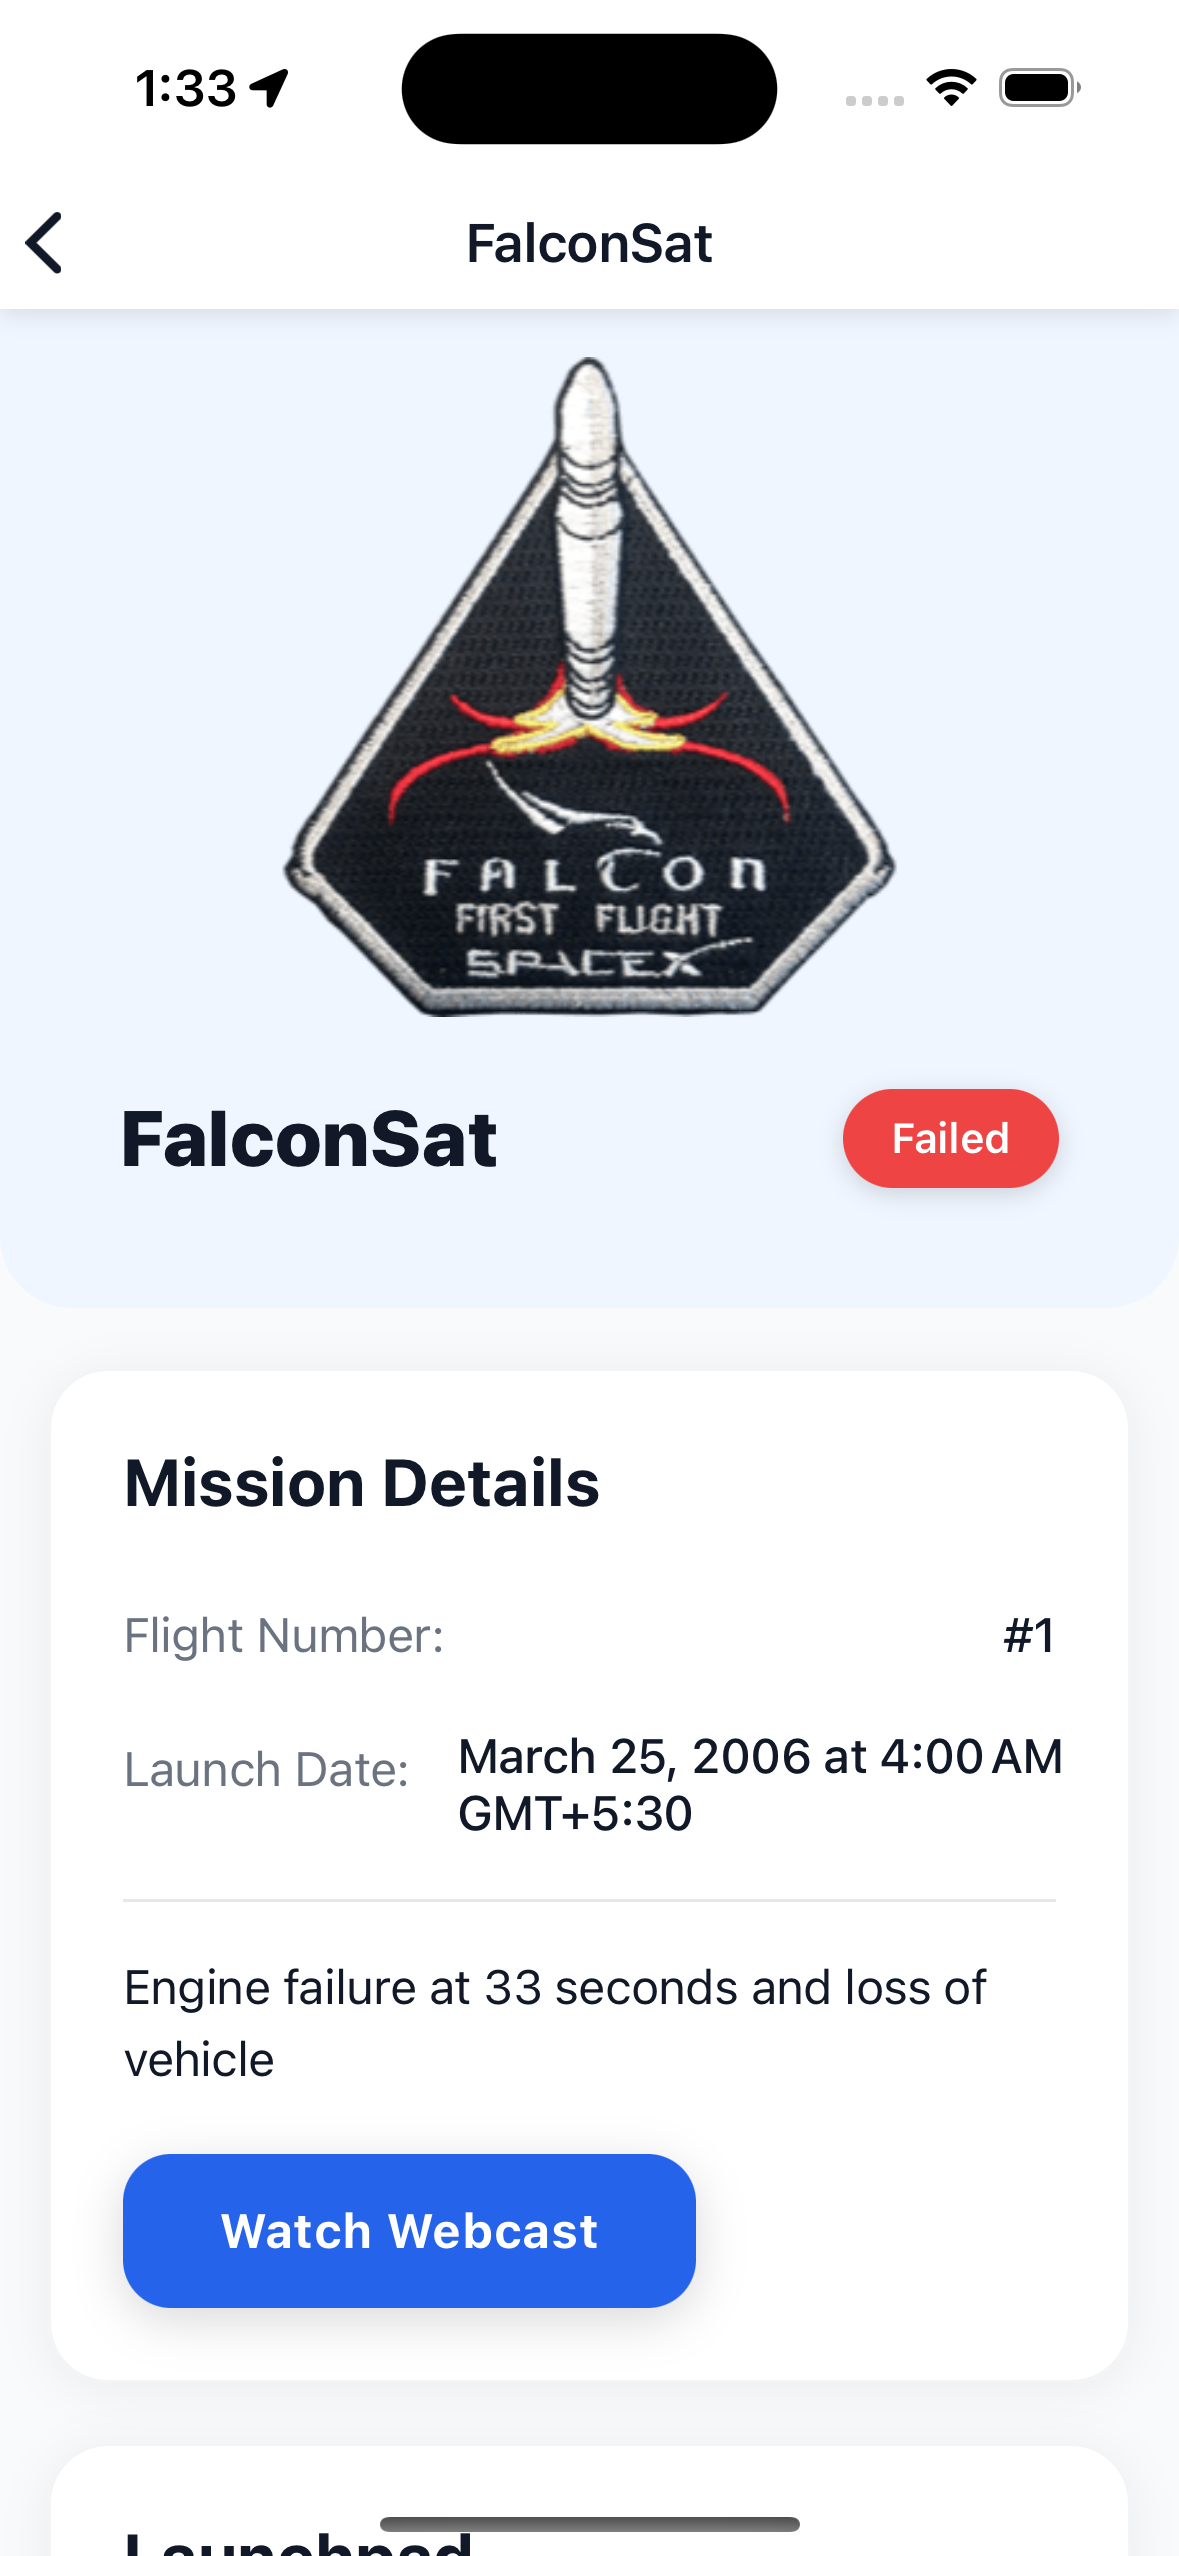 1:33
FalconSat
FALCON
FIRST FLIGHT
SPACEX
FalconSat
Failed
Mission Details
Flight Number:
#1
Launch Date:
March 25, 2006 at 4:00 AM
GMT+5:30
Engine failure at 33 seconds and loss of
vehicle
Watch Webcast
Launchpad